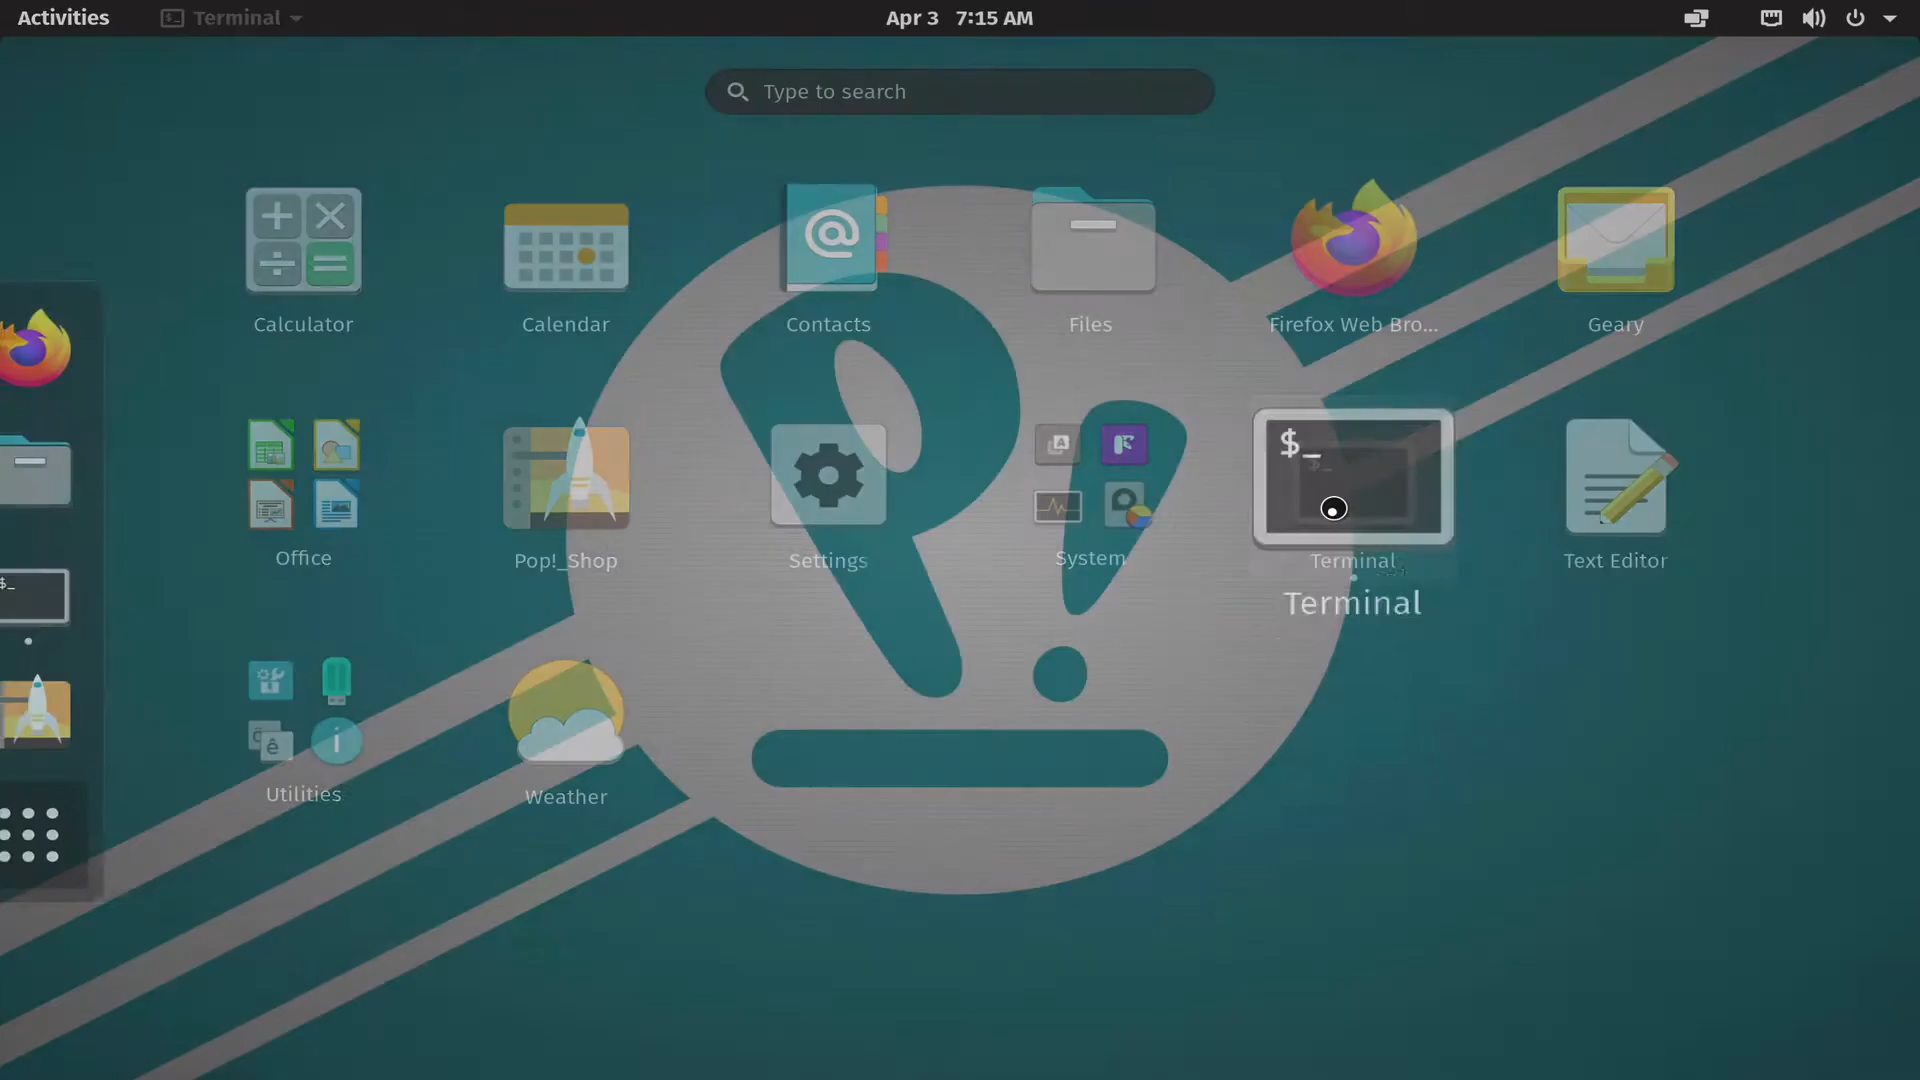 Activities
Terminal
Apr 3 7:15 AM
Type to search
Calculator
Calendar
Contacts
Files
Firefox Web Bro...
Geary
$_
Office
Pop!_Shop
Settings
System
Terminal
Text Editor
Terminal
$_
Utilities
Weather